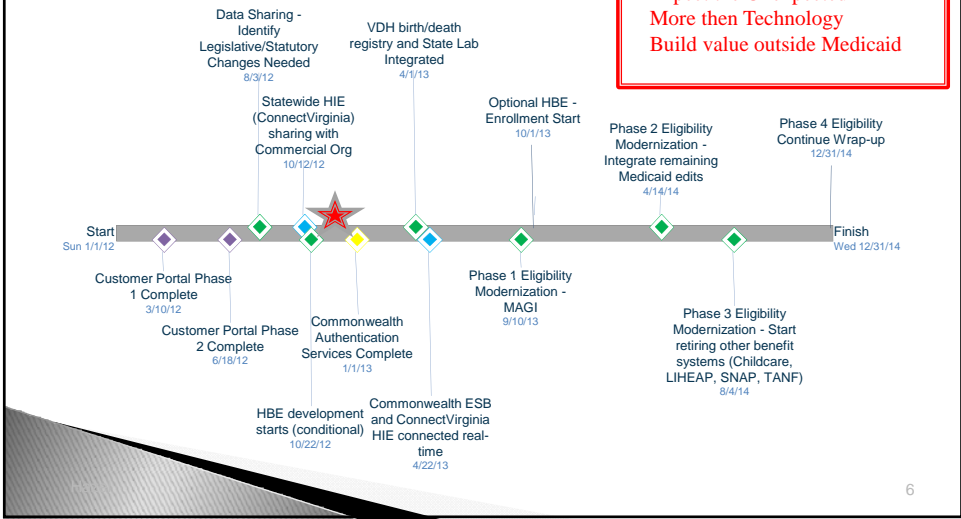 More then Technology
Build value outside Medicaid
Data Sharing -
Identify
Legislative/Statutory
Changes Needed
8/3/12
VDH birth/death
registry and State Lab
Integrated
4/1/13
Statewide HIE
(ConnectVirginia)
sharing with
Commercial Org
10/12/12
Optional HBE -
Enrollment Start
10/1/13
Phase 2 Eligibility
Modernization -
Integrate remaining
Medicaid edits
4/14/14
Phase 4 Eligibility
Continue Wrap-up
12/31/14
Start
Sun 1/1/12
Finish
Wed 12/31/14
Customer Portal Phase
1 Complete
3/10/12
Customer Portal Phase
2 Complete
6/18/12
Commonwealth
Authentication
Services Complete
1/1/13
Phase 1 Eligibility
Modernization -
MAGI
9/10/13
Phase 3 Eligibility
Modernization - Start
retiring other benefit
systems (Childcare,
LIHEAP, SNAP, TANF)
8/4/14
HBE development
starts (conditional)
10/22/12
Commonwealth ESB
and ConnectVirginia
HIE connected real-
time
4/22/13
6